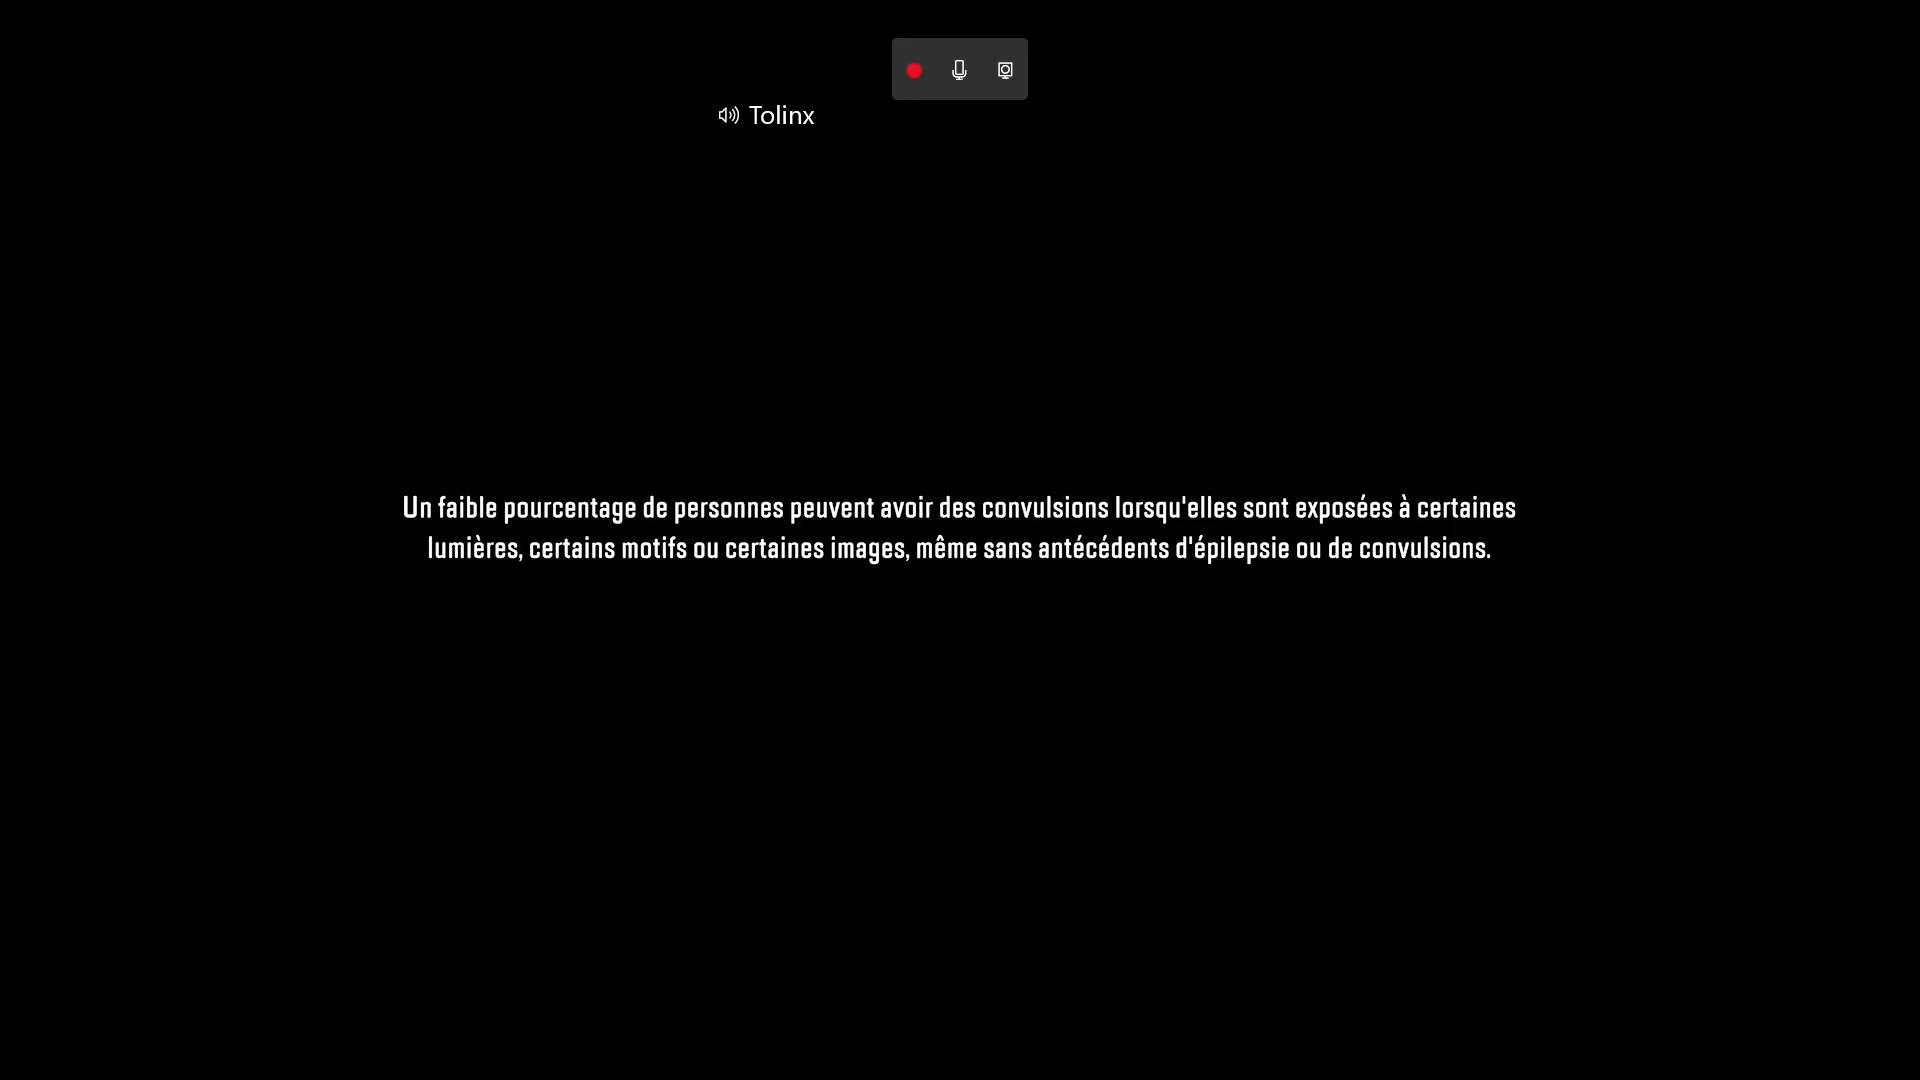 Tolinx
Un faible pourcentage de personnes peuvent avoir des convulsions lorsqu'elles sont exposées à certaines
lumières, certains motifs ou certaines images, même sans antécédents d'épilepsie ou de convulsions.